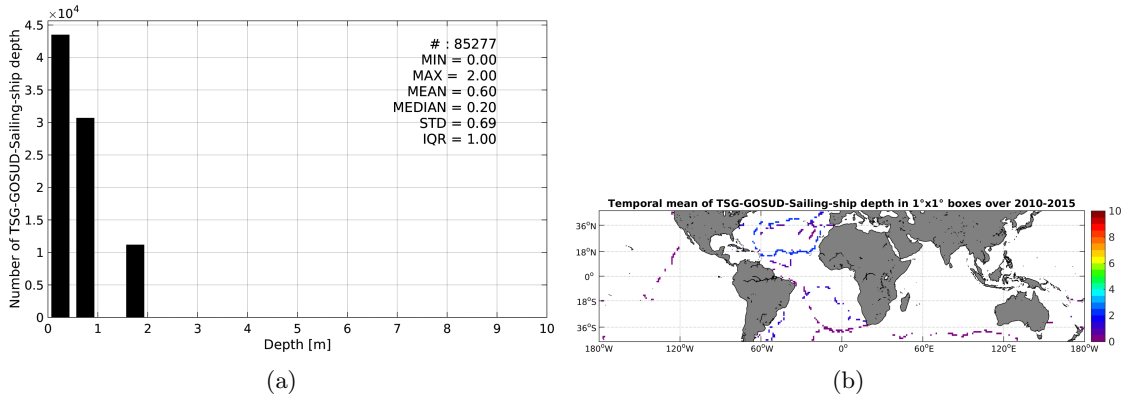 ×10⁴
4.5
4
3.5
3
2.5
2
1.5
1
0.5
0
Number of TSG-GOSUD-Sailing-ship depth
# : 85277
MIN = 0.00
MAX = 2.00
MEAN = 0.60
MEDIAN = 0.20
STD = 0.69
IQR = 1.00
0 1 2 3 4 5 6 7 8 9 10
Depth [m]
(a)
Temporal mean of TSG-GOSUD-Sailing-ship depth in 1°x1° boxes over 2010-2015
36°N
18°N
0°
18°S
36°S
180°W 120°W 60°W 0° 60°E 120°E 180°W
10
8
6
4
2
0
(b)